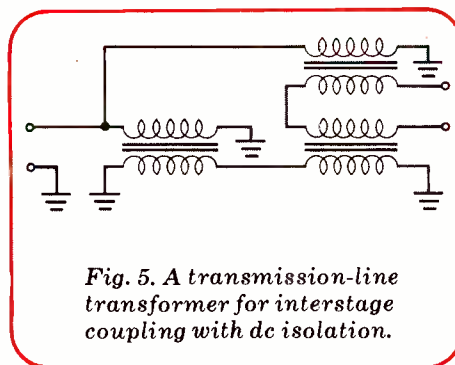 Fig. 5. A transmission-line
transformer for interstage
coupling with dc isolation.